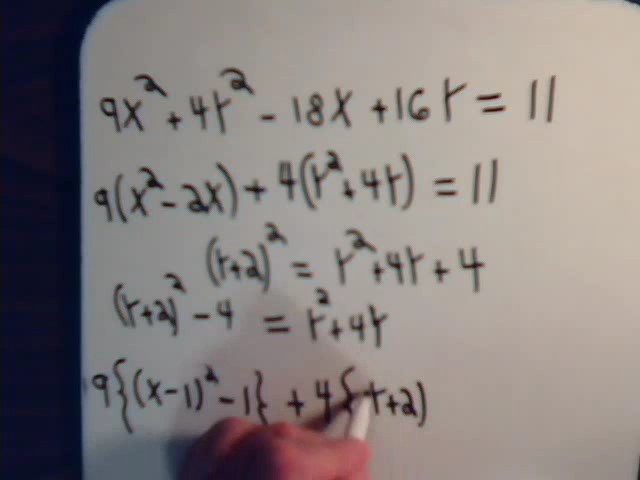 9x² + 4r² - 18x + 16r = 11
9(x² - 2x) + 4(r² + 4r) = 11
(r+2)² = r² + 4r + 4
(r+2)² - 4 = r² + 4r
9{(x-1)² - 1} + 4{(r+2)